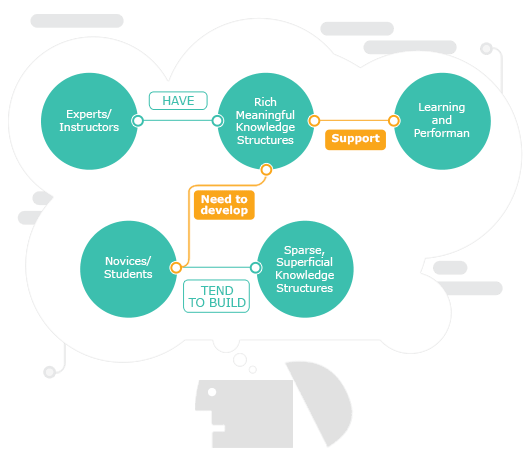 Experts/
Instructors
HAVE
Rich
Meaningful
Knowledge
Structures
Support
Learning
and
Performan
Need to
develop
Novices/
Students
TEND
TO BUILD
Sparse,
Superficial
Knowledge
Structures